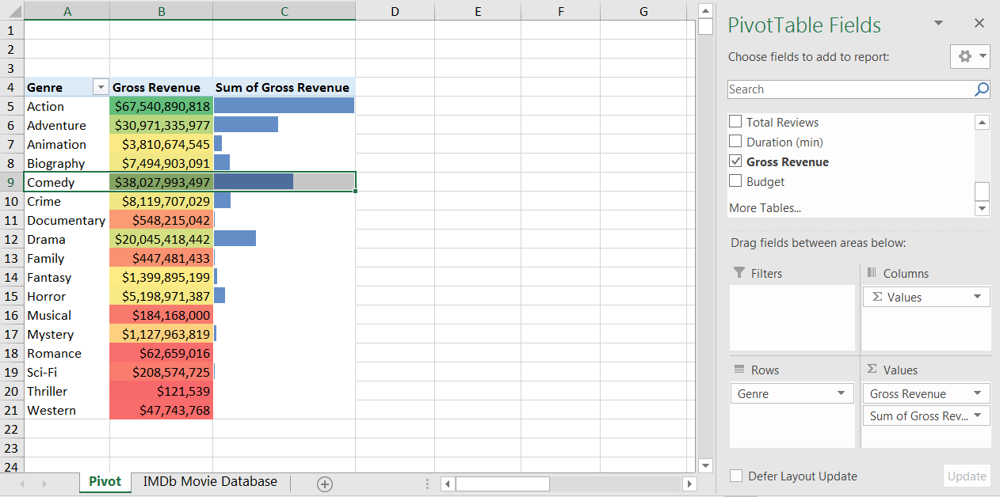 A B C D E F G
1
2
3
4 Genre Gross Revenue Sum of Gross Revenue
5 Action $67,540,890,818
6 Adventure $30,971,335,977
7 Animation $3,810,674,545
8 Biography $7,494,903,091
9 Comedy $38,027,993,497
10 Crime $8,119,707,029
11 Documentary $548,215,042
12 Drama $20,045,418,442
13 Family $447,481,433
14 Fantasy $1,399,895,199
15 Horror $5,198,971,387
16 Musical $184,168,000
17 Mystery $1,127,963,819
18 Romance $62,659,016
19 Sci-Fi $208,574,725
20 Thriller $121,539
21 Western $47,743,768
22
23
24
Pivot IMDb Movie Database
PivotTable Fields
Choose fields to add to report:
Search
Total Reviews
Duration (min)
Gross Revenue
Budget
More Tables...
Drag fields between areas below:
Filters
Columns
Σ Values
Rows
Genre
Σ Values
Gross Revenue
Sum of Gross Rev...
Defer Layout Update
Update